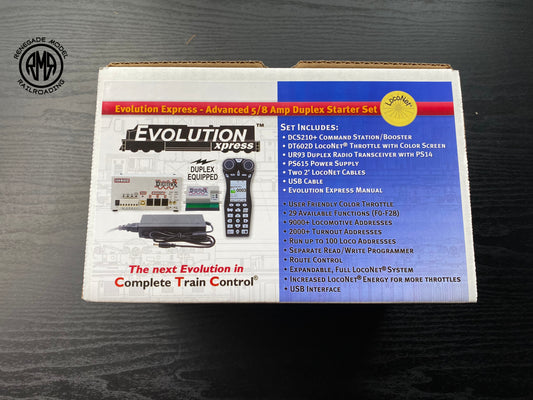 RENEGADE MODEL
RMR
RAILROADING
Evolution Express - Advanced 5/8 Amp Duplex Starter Set
LocoNet®
EVOLUTION™
xpress
DUPLEX
EQUIPPED
The next Evolution in
Complete Train Control®
SET INCLUDES:
• DCS210+ COMMAND STATION/BOOSTER
• DT602D LOCONET® THROTTLE WITH COLOR SCREEN
• UR93 DUPLEX RADIO TRANSCEIVER WITH PS14
• PS615 POWER SUPPLY
• TWO 2' LOCONET CABLES
• USB CABLE
• EVOLUTION EXPRESS MANUAL
• USER FRIENDLY COLOR THROTTLE
• 29 AVAILABLE FUNCTIONS (F0-F28)
• 9000+ LOCOMOTIVE ADDRESSES
• 2000+ TURNOUT ADDRESSES
• RUN UP TO 100 LOCO ADDRESSES
• SEPARATE READ/WRITE PROGRAMMER
• ROUTE CONTROL
• EXPANDABLE, FULL LOCONET® SYSTEM
• INCREASED LOCONET® ENERGY FOR MORE THROTTLES
• USB INTERFACE